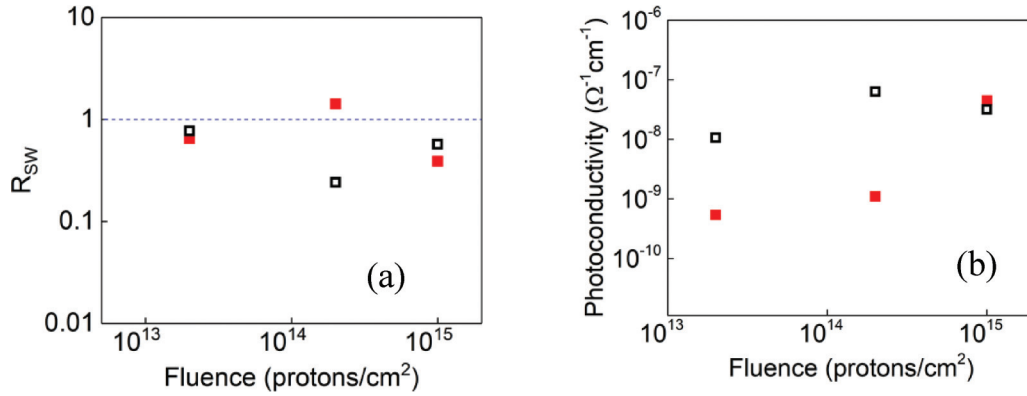 10
1
0.1
0.01
R_SW
(a)
10^13
10^14
10^15
Fluence (protons/cm^2)
10^-6
10^-7
10^-8
10^-9
10^-10
Photoconductivity (Ω^-1cm^-1)
(b)
10^13
10^14
10^15
Fluence (protons/cm^2)